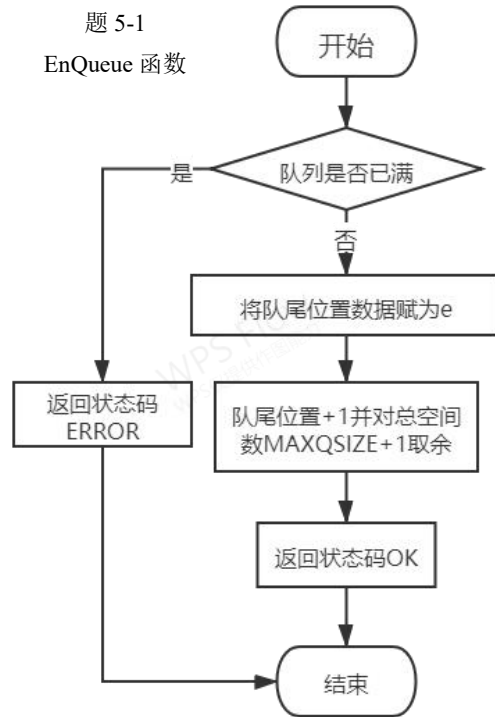 题 5-1
EnQueue 函数
开始
队列是否已满
是
否
将队尾位置数据赋为e
返回状态码
ERROR
队尾位置+1并对总空间
数MAXQSIZE+1取余
返回状态码OK
结束